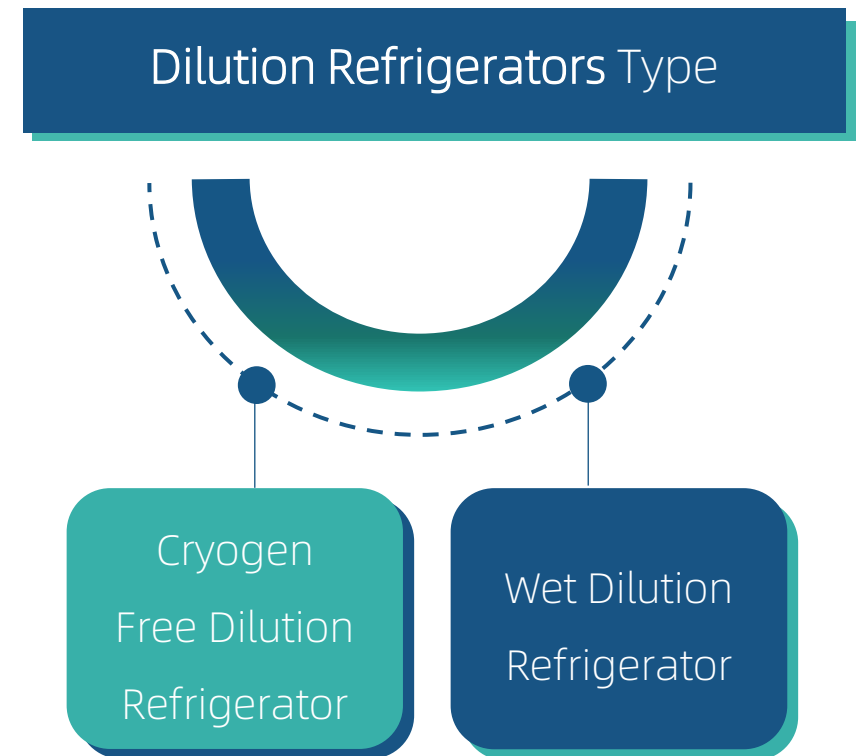 Dilution Refrigerators Type
Cryogen
Free Dilution
Refrigerator
Wet Dilution
Refrigerator